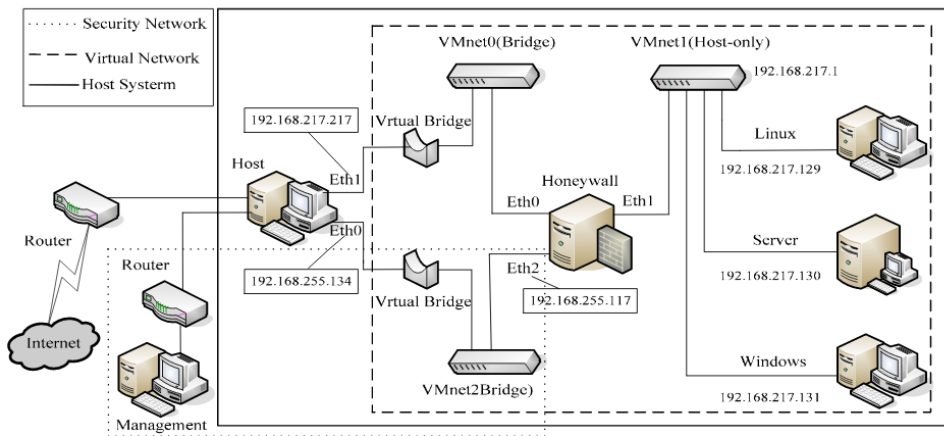 Security Network
Virtual Network
Host Systerm
VMnet0(Bridge)
VMnet1(Host-only)
192.168.217.1
192.168.217.217
Vrtual Bridge
Linux
Host
Eth1
192.168.217.129
Honeywall
Eth0
Eth1
Router
Eth0
Server
Router
Eth2
192.168.255.134
192.168.217.130
Vrtual Bridge
192.168.255.117
Internet
Windows
VMnet2Bridge)
192.168.217.131
Management